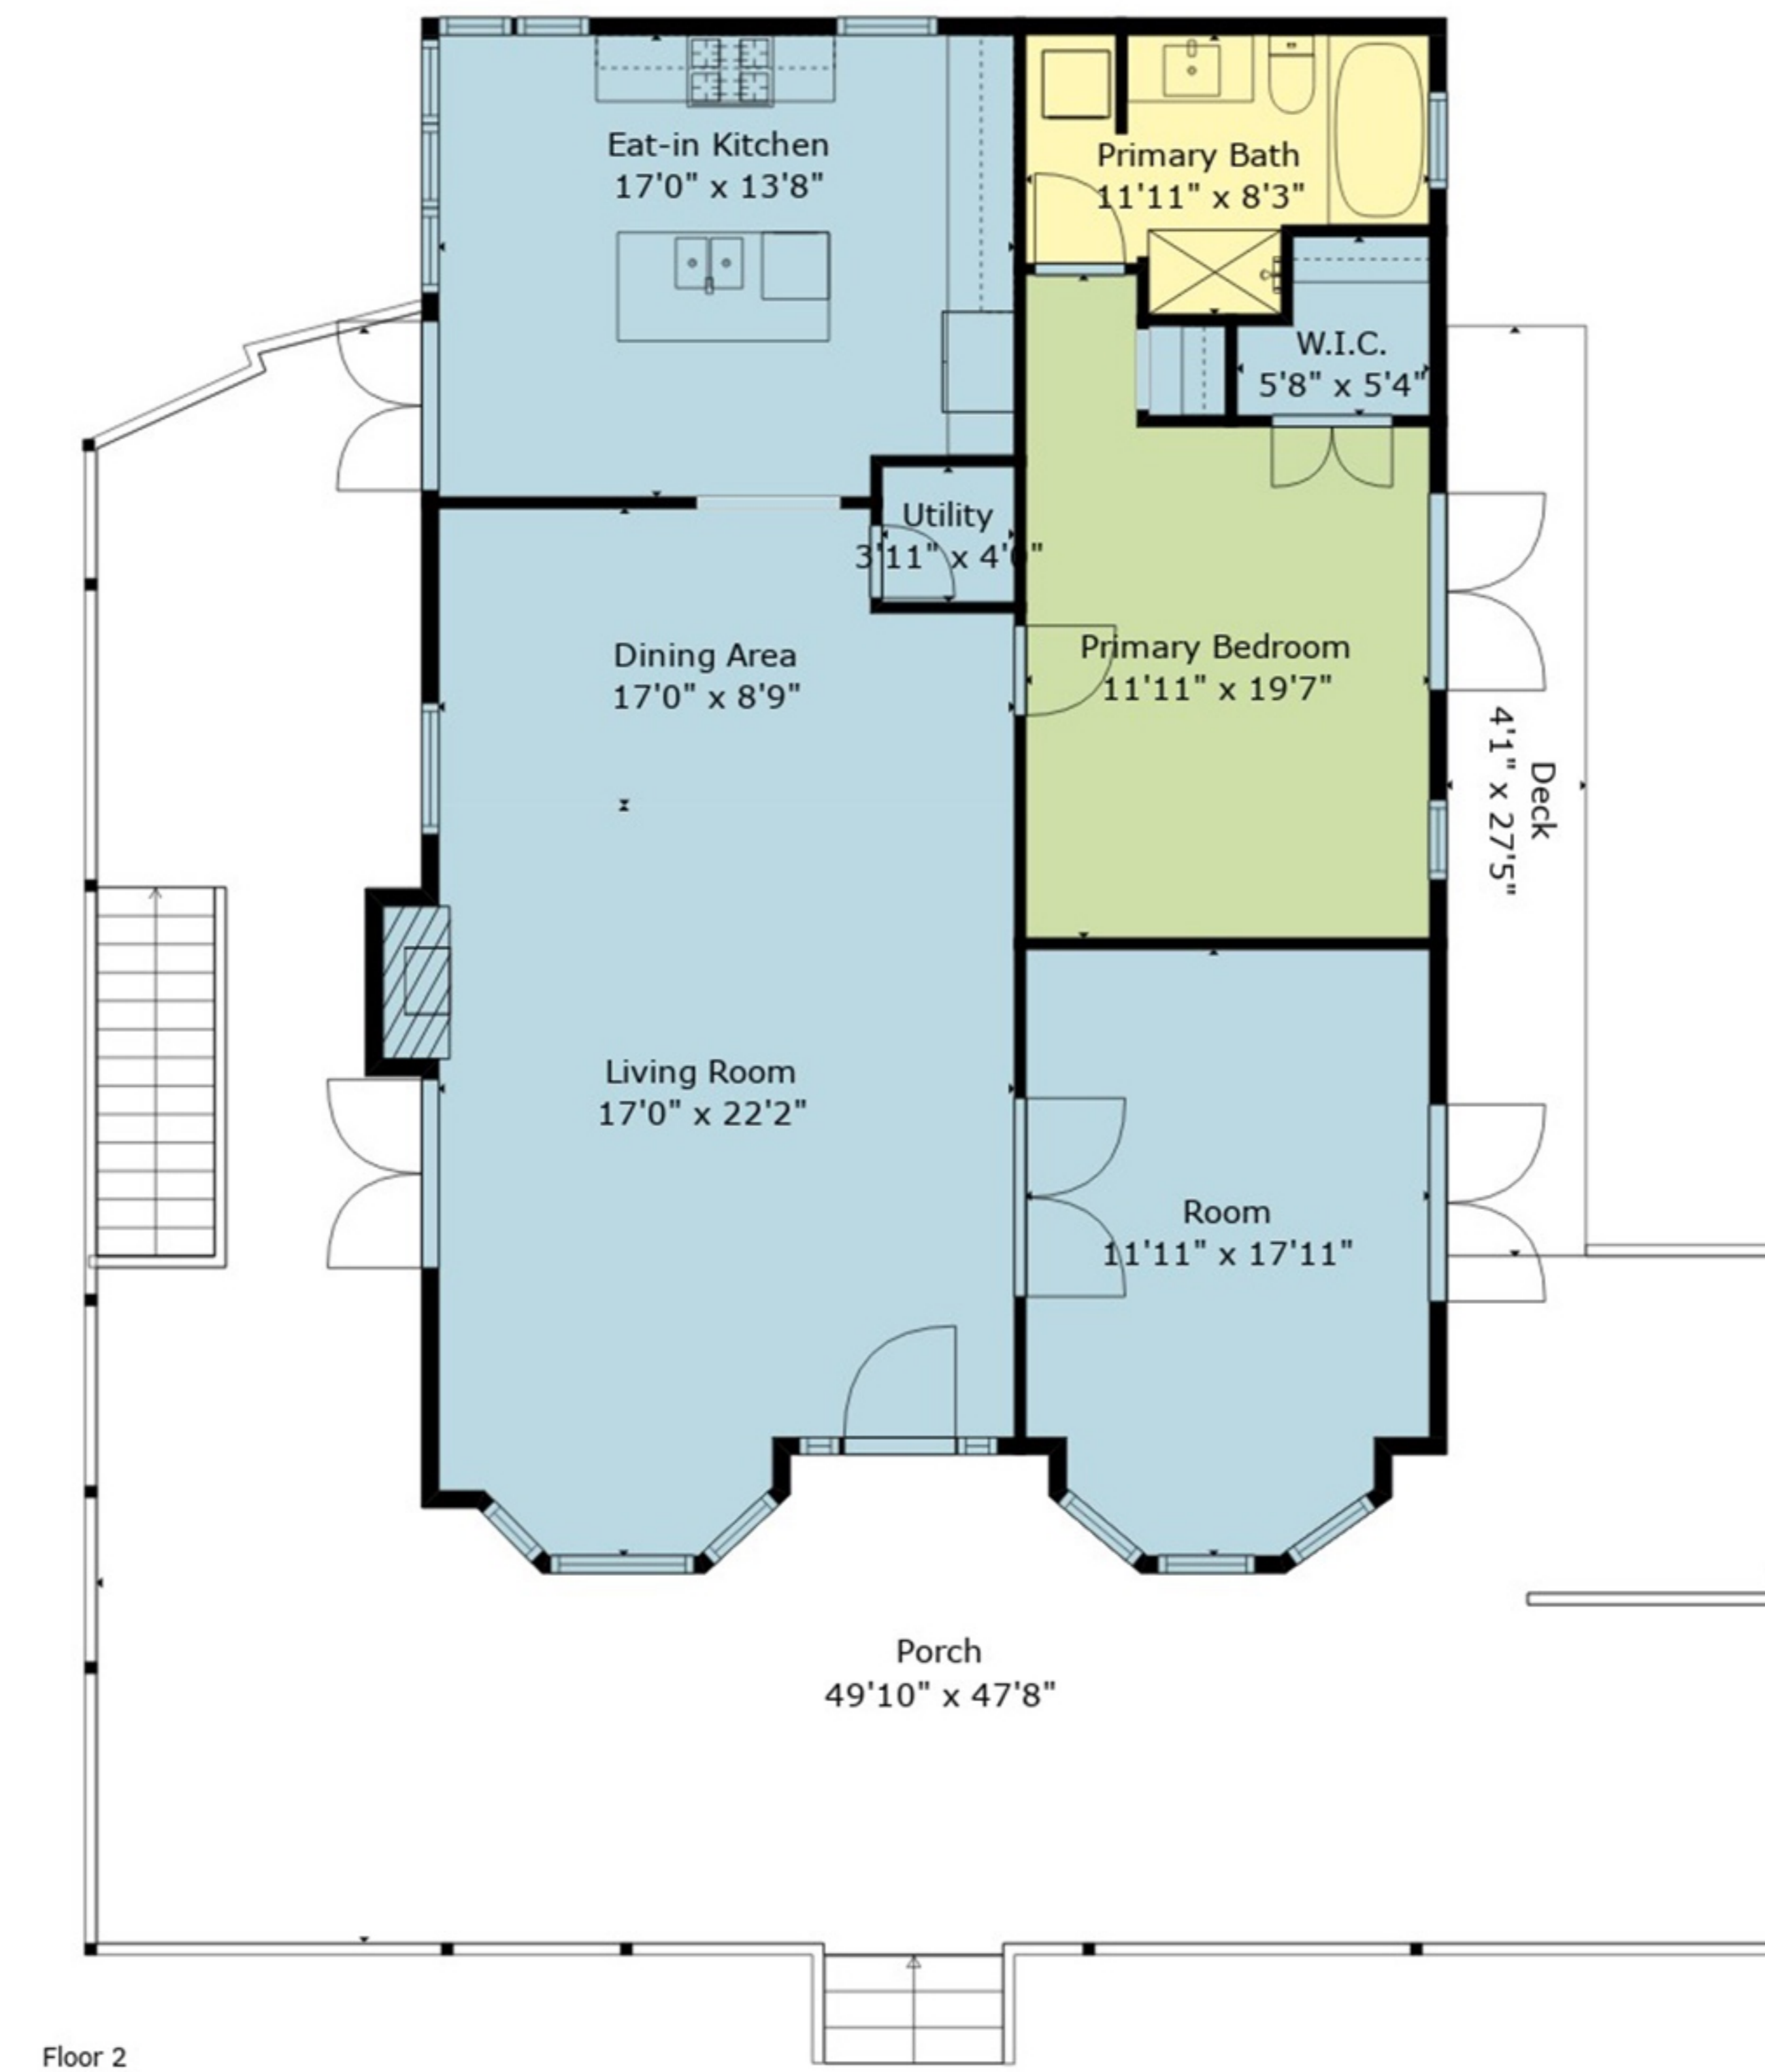 Eat-in Kitchen
17'0" x 13'8"
Primary Bath
11'11" x 8'3"
W.I.C.
5'8" x 5'4"
Utility
3'11" x
Dining Area
17'0" x 8'9"
Primary Bedroom
11'11" x 19'7"
Deck
4'1" x 27'5"
Living Room
17'0" x 22'2"
Room
11'11" x 17'11"
Porch
49'10" x 47'8"
Floor 2